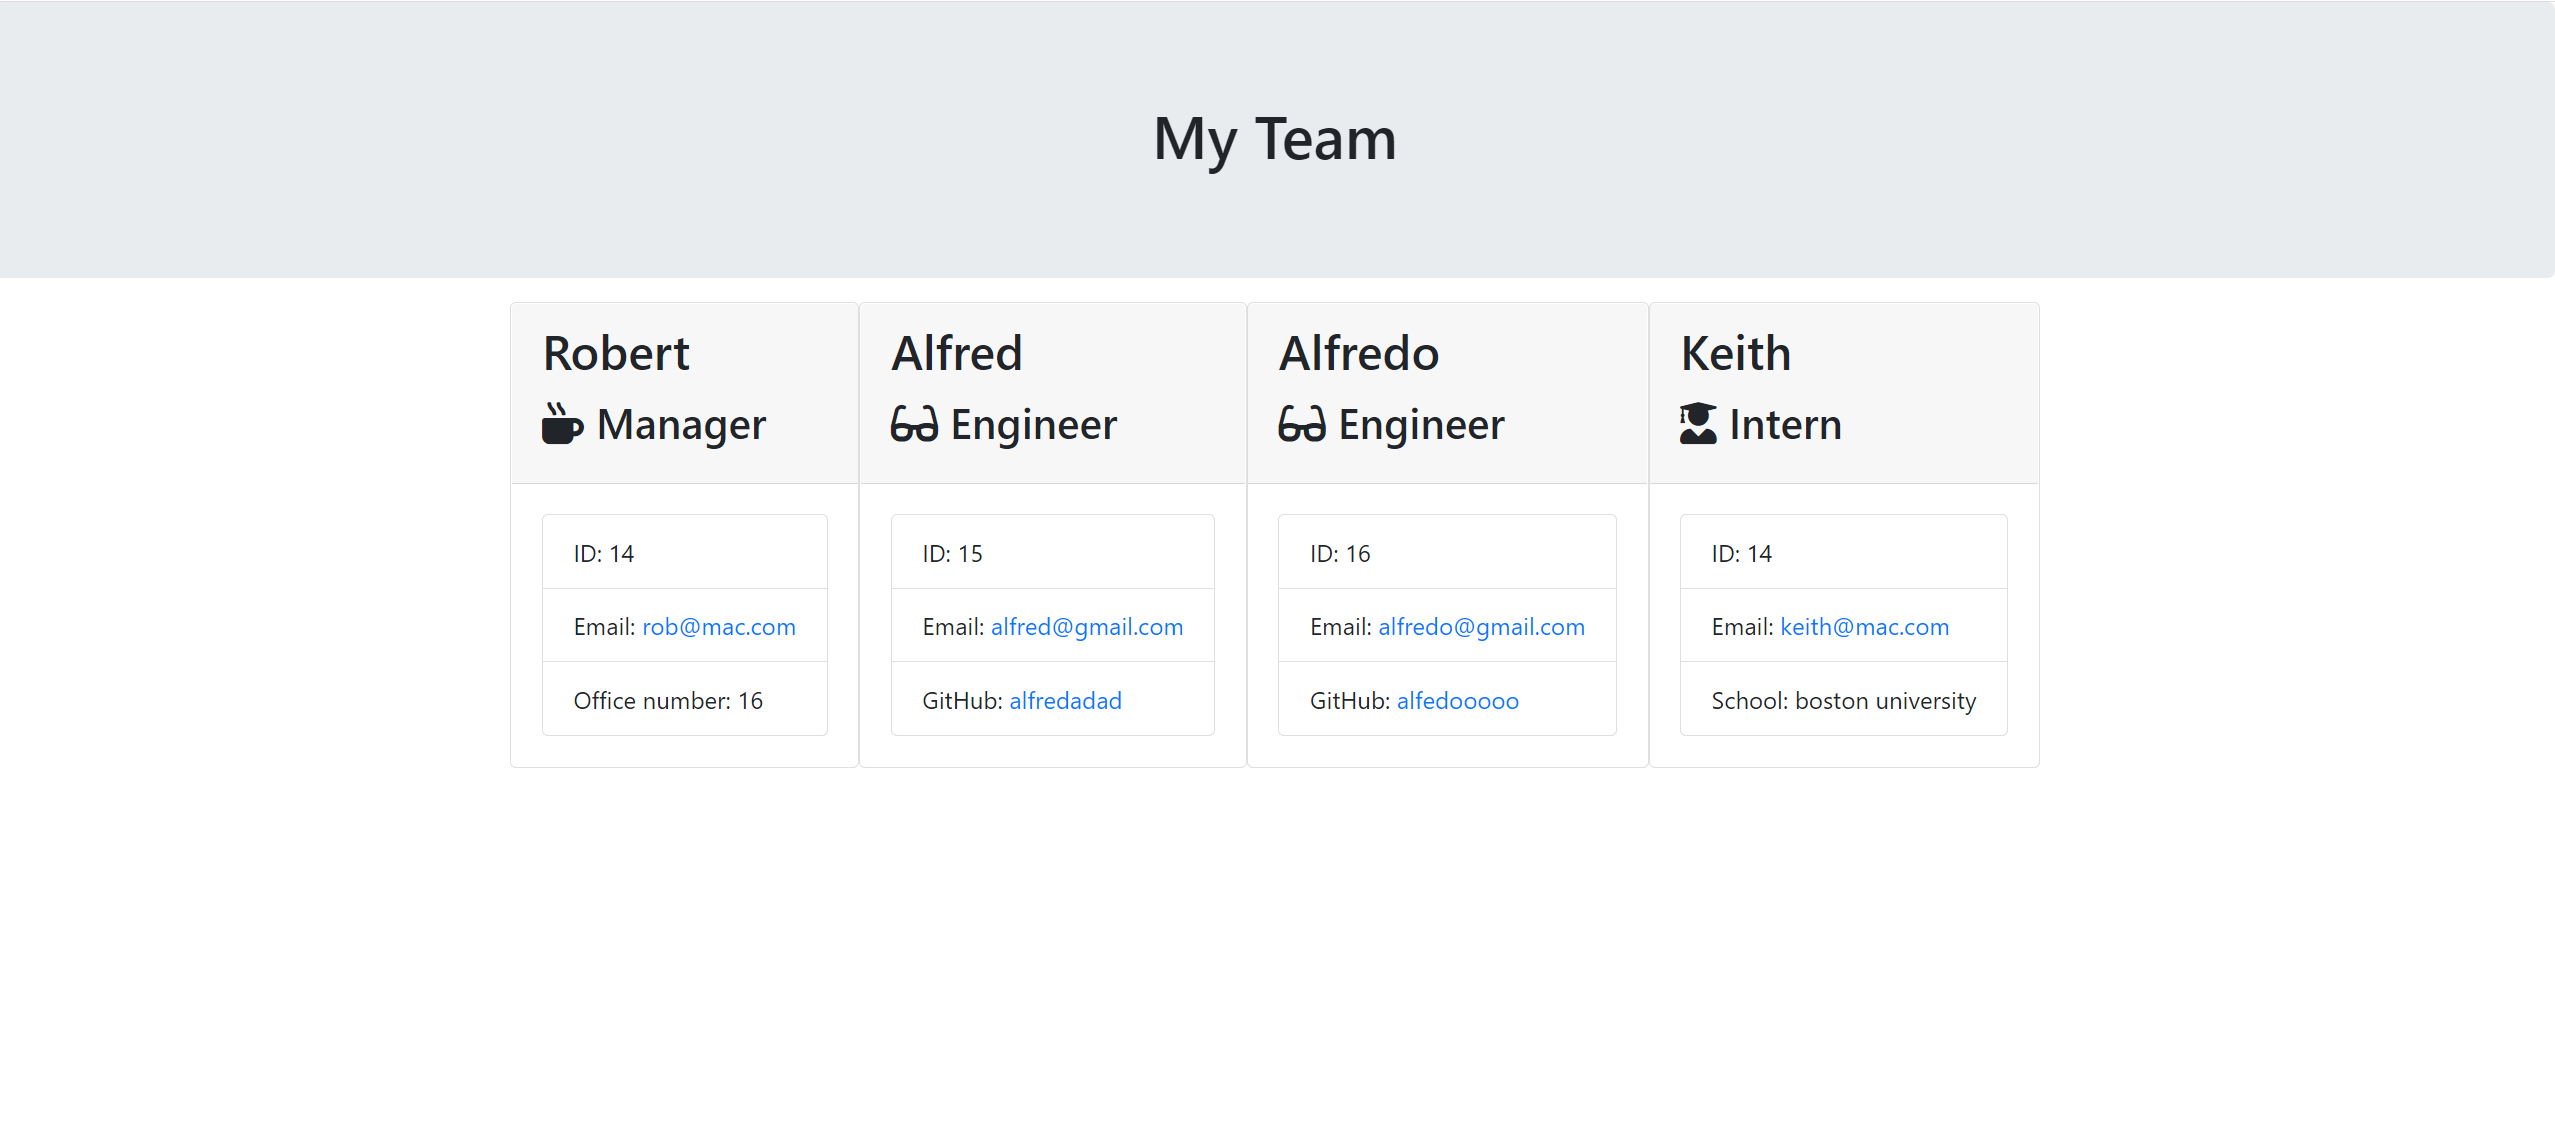 My Team
Robert
Manager
ID: 14
Email: rob@mac.com
Office number: 16
Alfred
Engineer
ID: 15
Email: alfred@gmail.com
GitHub: alfredadad
Alfredo
Engineer
ID: 16
Email: alfredo@gmail.com
GitHub: alfedooooo
Keith
Intern
ID: 14
Email: keith@mac.com
School: boston university